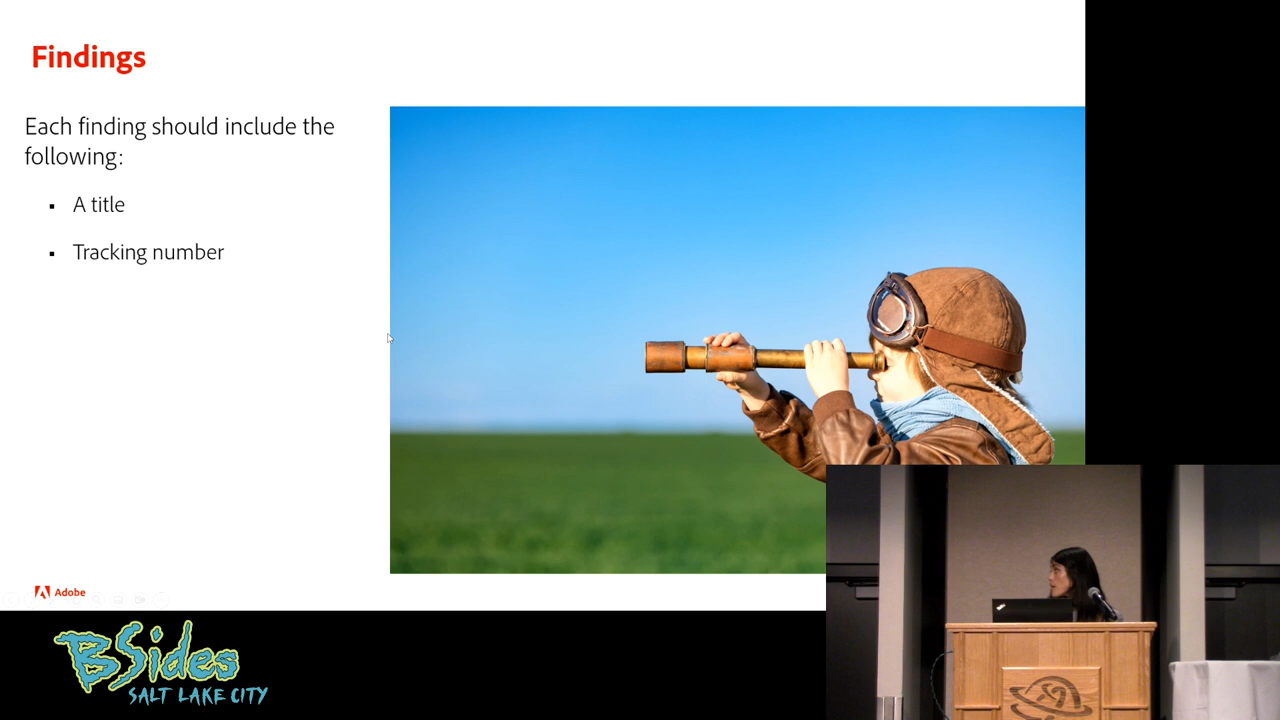 Findings
Each finding should include the
following:
▪ A title
▪ Tracking number
Adobe
BSides
SALT LAKE CITY